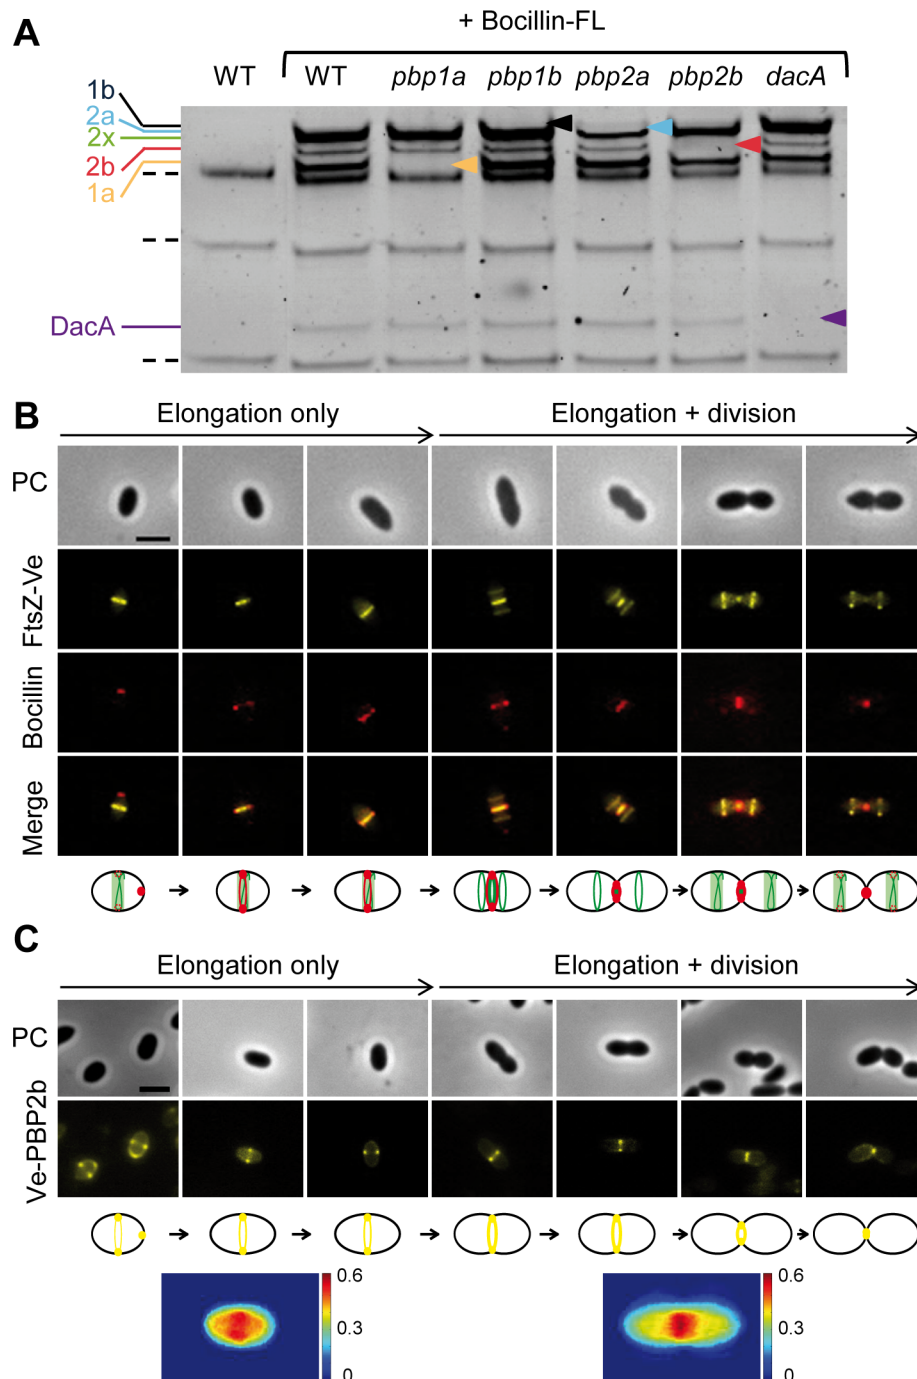 A
+ Bocillin-FL
WT WT pbp1a pbp1b pbp2a pbp2b dacA
1b
2a
2x
2b
1a
DacA
B
Elongation only Elongation + division
PC
FtsZ-Ve
Bocillin
Merge
C
Elongation only Elongation + division
PC
Ve-PBP2b
0.6 0.6
0.3 0.3
0 0